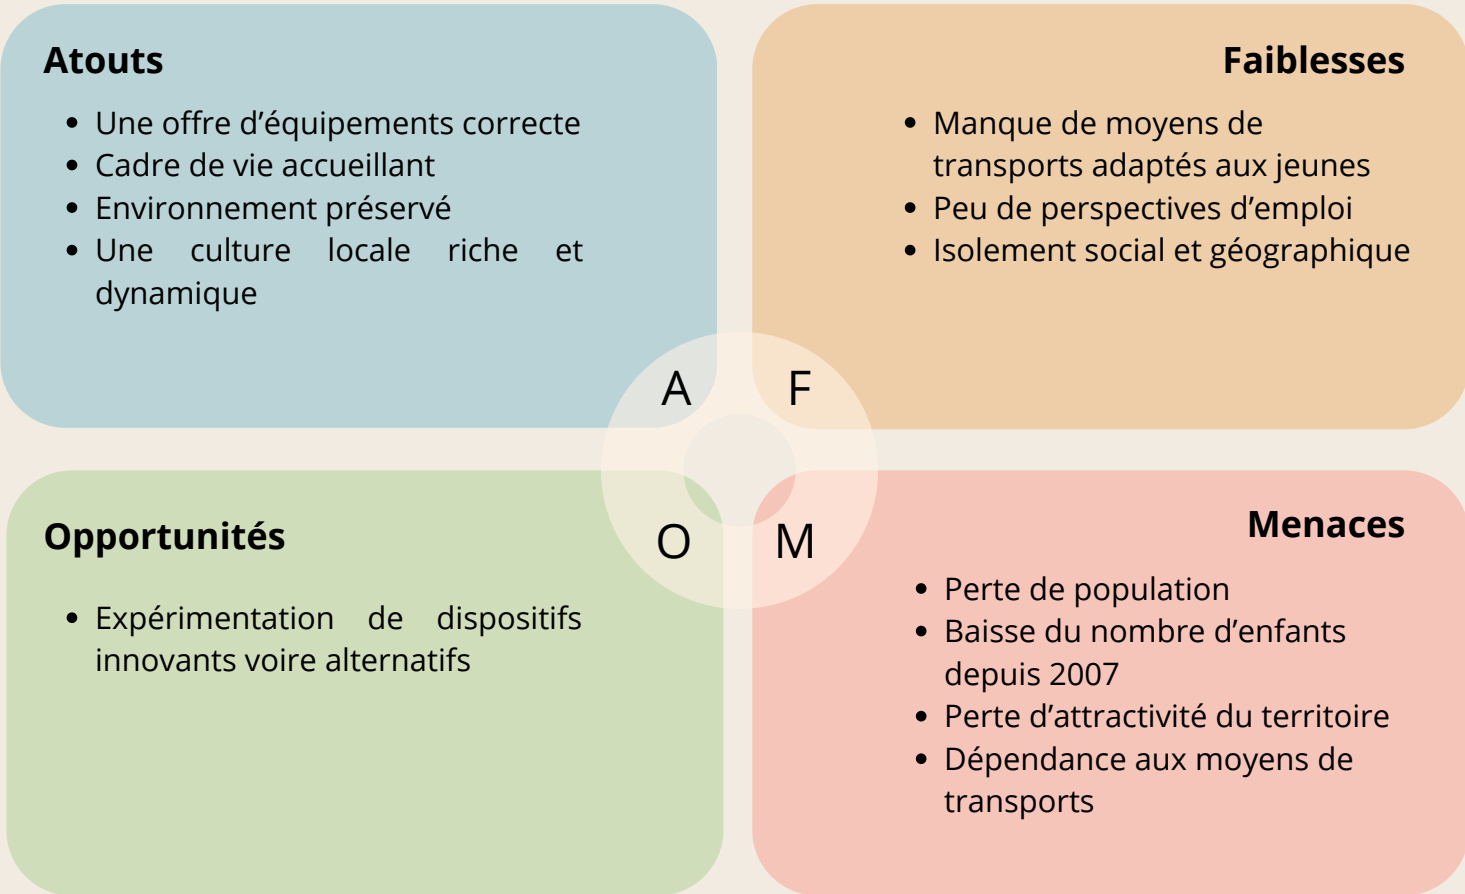 Atouts
• Une offre d’équipements correcte
• Cadre de vie accueillant
• Environnement préservé
• Une culture locale riche et
dynamique
Faiblesses
• Manque de moyens de
transports adaptés aux jeunes
• Peu de perspectives d’emploi
• Isolement social et géographique
A
F
O
M
Opportunités
• Expérimentation de dispositifs
innovants voire alternatifs
Menaces
• Perte de population
• Baisse du nombre d’enfants
depuis 2007
• Perte d’attractivité du territoire
• Dépendance aux moyens de
transports